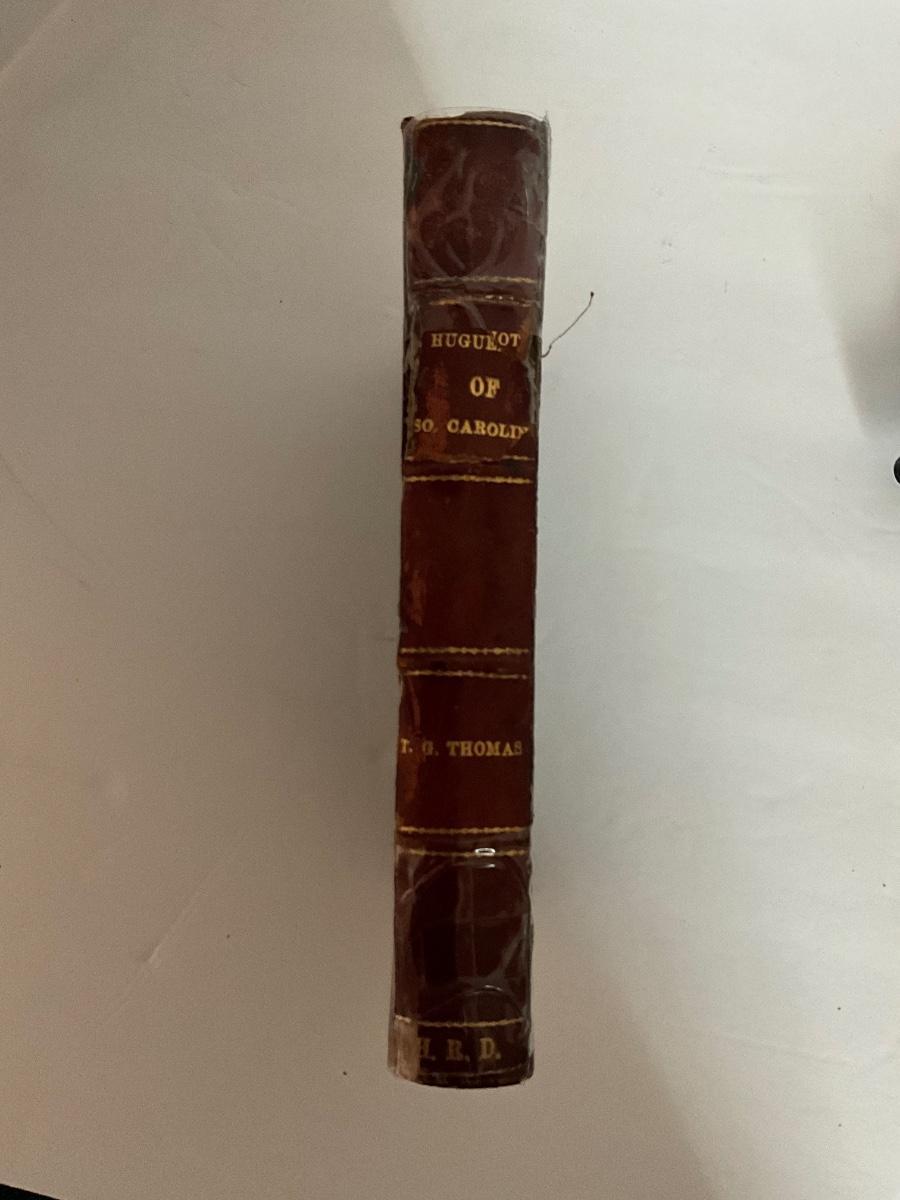 HUGUENOT
OF
SO. CAROLIN
T. G. THOMAS
H. R. D.